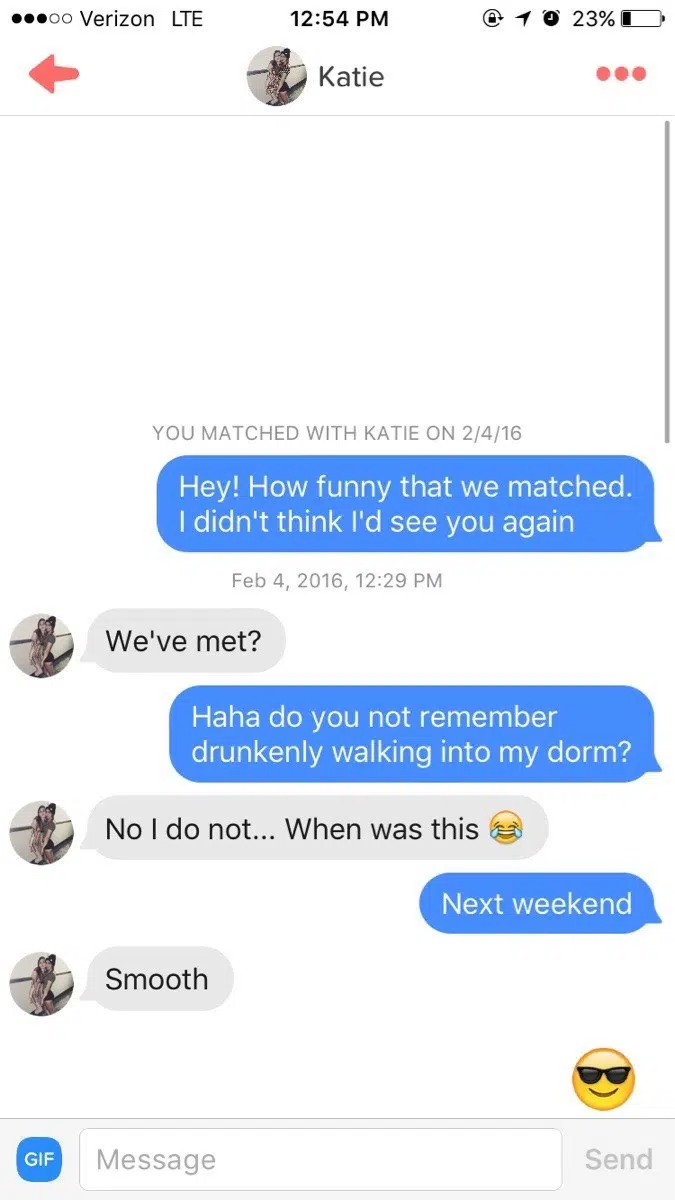 Verizon LTE 12:54 PM 23%
Katie
YOU MATCHED WITH KATIE ON 2/4/16
Hey! How funny that we matched.
I didn't think I'd see you again
Feb 4, 2016, 12:29 PM
We've met?
Haha do you not remember
drunkenly walking into my dorm?
No I do not... When was this 😂
Next weekend
Smooth
😎
GIF Message Send